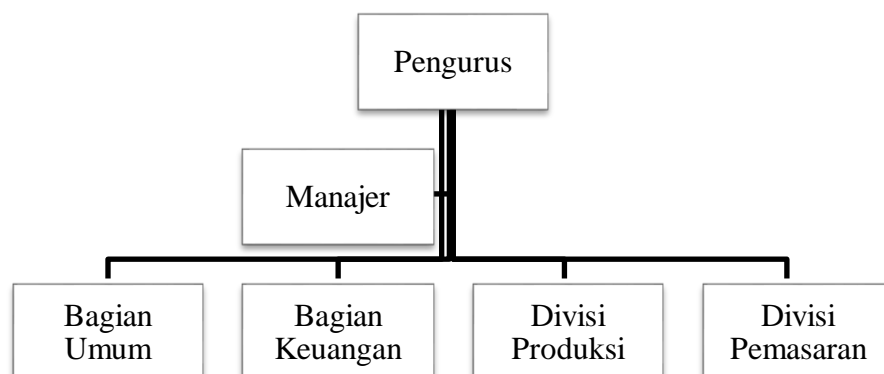 Pengurus
Manajer
Bagian
Umum
Bagian
Keuangan
Divisi
Produksi
Divisi
Pemasaran